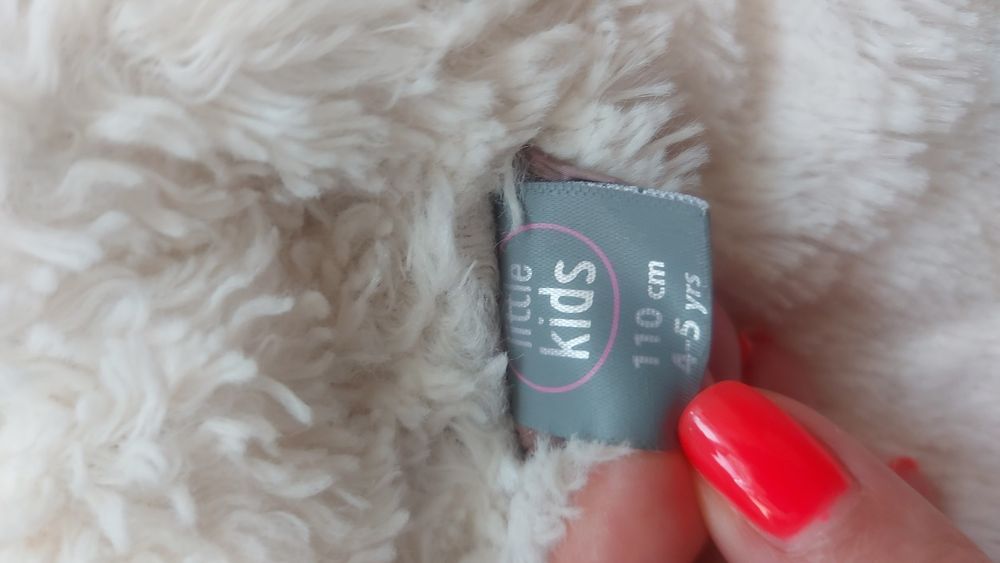 little
kids
110 cm
4-5 yrs